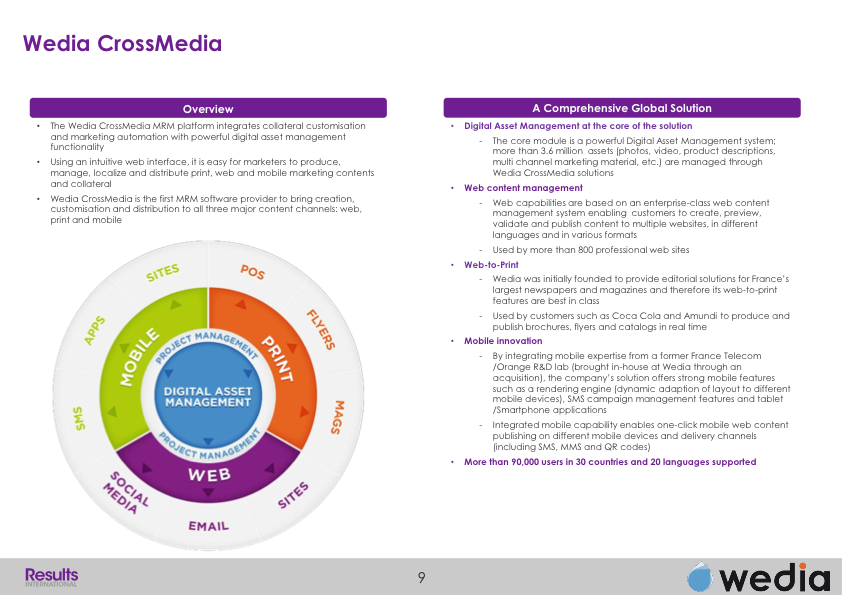 Wedia CrossMedia
Overview
• The Wedia CrossMedia MRM platform integrates collateral customisation
and marketing automation with powerful digital asset management
functionality
• Using an intuitive web interface, it is easy for marketers to produce,
manage, localize and distribute print, web and mobile marketing contents
and collateral
• Wedia CrossMedia is the first MRM software provider to bring creation,
customisation and distribution to all three major content channels: web,
print and mobile
SITES
POS
APPS
FLYERS
MOBILE
PROJECT MANAGEMENT
PRINT
DIGITAL ASSET
MANAGEMENT
SMS
MAGS
PROJECT MANAGEMENT
WEB
SOCIAL
MEDIA
EMAIL
SITES
A Comprehensive Global Solution
• Digital Asset Management at the core of the solution
- The core module is a powerful Digital Asset Management system;
more than 3.6 million assets (photos, video, product descriptions,
multi channel marketing material, etc.) are managed through
Wedia CrossMedia solutions
• Web content management
- Web capabilities are based on an enterprise-class web content
management system enabling customers to create, preview,
validate and publish content to multiple websites, in different
languages and in various formats
- Used by more than 800 professional web sites
• Web-to-Print
- Wedia was initially founded to provide editorial solutions for France's
largest newspapers and magazines and therefore its web-to-print
features are best in class
- Used by customers such as Coca Cola and Amundi to produce and
publish brochures, flyers and catalogs in real time
• Mobile innovation
- By integrating mobile expertise from a former France Telecom
/Orange R&D lab (brought in-house at Wedia through an
acquisition), the company's solution offers strong mobile features
such as a rendering engine (dynamic adaption of layout to different
mobile devices), SMS campaign management features and tablet
/Smartphone applications
- Integrated mobile capability enables one-click mobile web content
publishing on different mobile devices and delivery channels
(including SMS, MMS and QR codes)
• More than 90,000 users in 30 countries and 20 languages supported
Results
INTERNATIONAL
9
wedia